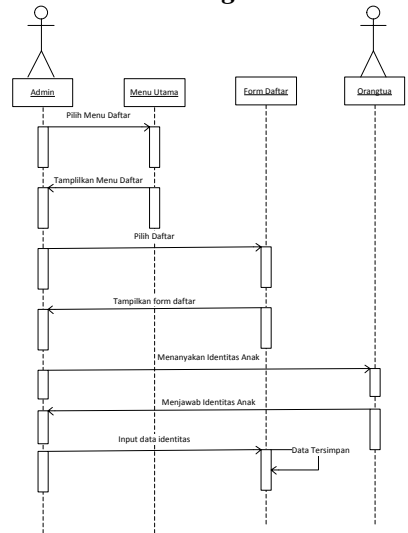 Admin
Menu Utama
Form Daftar
Orangtua
Pilih Menu Daftar
Tamplilkan Menu Daftar
Pilih Daftar
Tampilkan form daftar
Menanyakan Identitas Anak
Menjawab Identitas Anak
Input data identitas
Data Tersimpan